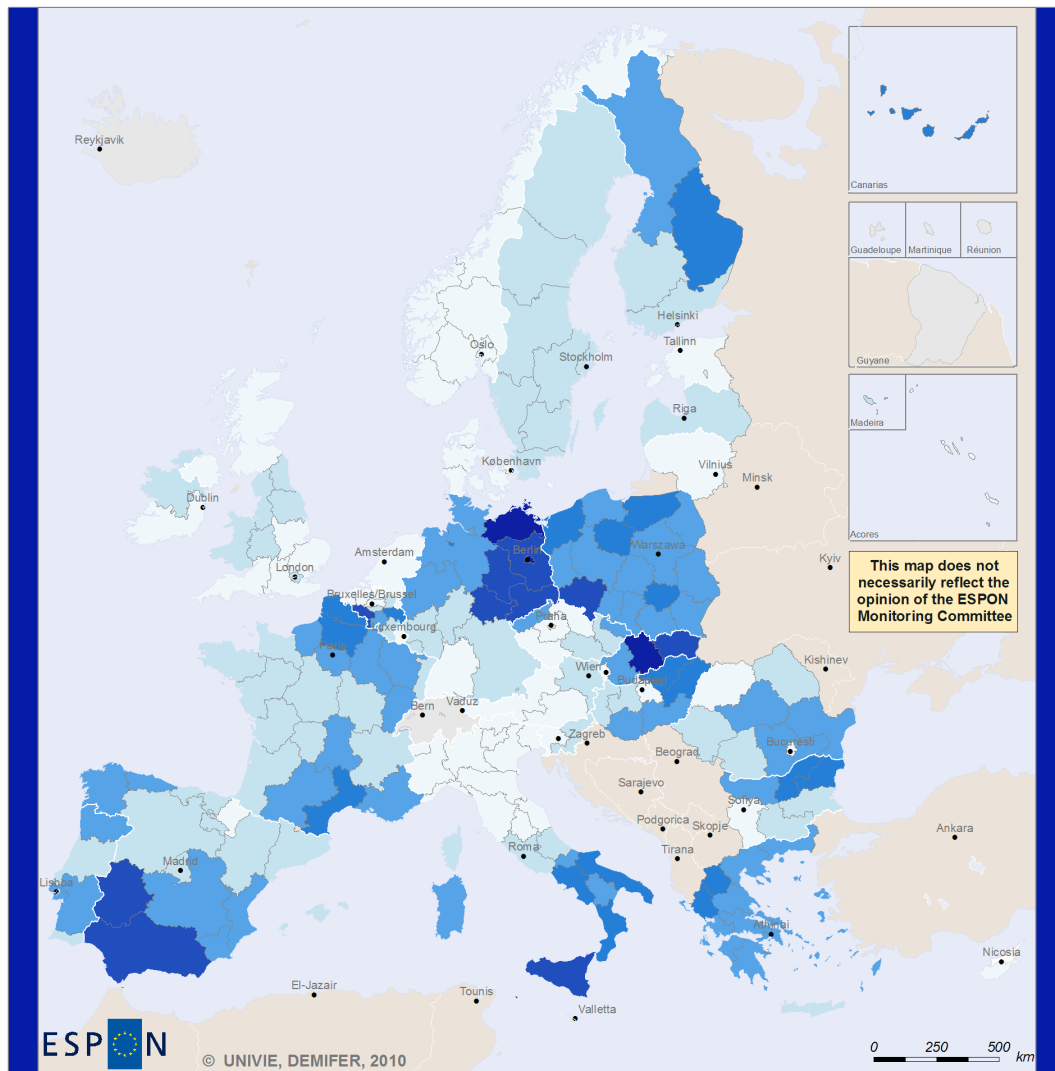 Reykjavík
Canarias
Guadeloupe
Martinique
Réunion
Guyane
Madeira
Acores
Helsinki
Oslo
Tallinn
Stockholm
Riga
København
Vilnius
Minsk
Dublin
Amsterdam
Berlin
Warszawa
London
Kyiv
Bruxelles/Brussel
This map does not
necessarily reflect the
opinion of the ESPON
Monitoring Committee
Praha
Paris
Wien
Kishinev
Budapest
Vaduz
Bern
Zagreb
Bucuresti
Beograd
Sarajevo
Sofiya
Podgorica
Skopje
Ankara
Roma
Tirana
Madrid
Lisboa
Athinai
Nicosia
El-Jazair
Tounis
Valletta
ESPON
© UNIVIE, DEMIFER, 2010
0 250 500
km